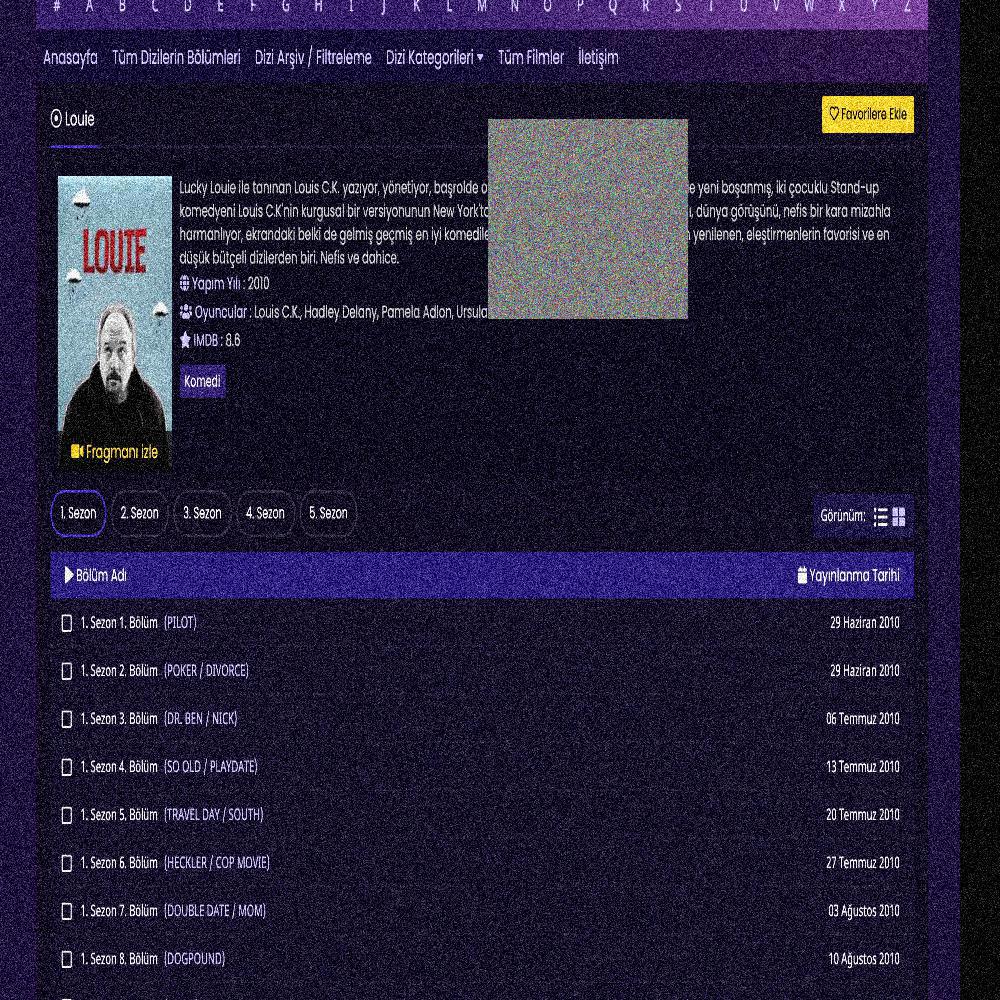 # A B C D E F G H I J K L M N O P Q R S T U V W X Y Z
Anasayfa Tüm Dizilerin Bölümleri Dizi Arşiv / Filtreleme Dizi Kategorileri Tüm Filmler İletişim
Louie
Favorilere Ekle
LOUIE
Fragmanı izle
Lucky Louie ile tanınan Louis C.K. yazıyor, yönetiyor, başrolde yeni boşanmış, iki çocuklu Stand-up
komedyeni Louis C.K'nin kurgusal bir versiyonunun New York'ta dünya görüşünü, nefis bir kara mizahla
harmanlıyor, ekrandaki belki de gelmiş geçmiş en iyi yenilenen, eleştirmenlerin favorisi ve en
düşük bütçeli dizilerden biri. Nefis ve dahice.
Yapım Yılı : 2010
Oyuncular : Louis C.K., Hadley Delany, Pamela Adlon, Ursula
IMDB : 8.6
Komedi
1. Sezon 2. Sezon 3. Sezon 4. Sezon 5. Sezon
Görünüm:
Bölüm Adı Yayınlanma Tarihi
1. Sezon 1. Bölüm (PILOT) 29 Haziran 2010
1. Sezon 2. Bölüm (POKER / DIVORCE) 29 Haziran 2010
1. Sezon 3. Bölüm (DR. BEN / NICK) 06 Temmuz 2010
1. Sezon 4. Bölüm (SO OLD / PLAYDATE) 13 Temmuz 2010
1. Sezon 5. Bölüm (TRAVEL DAY / SOUTH) 20 Temmuz 2010
1. Sezon 6. Bölüm (HECKLER / COP MOVIE) 27 Temmuz 2010
1. Sezon 7. Bölüm (DOUBLE DATE / MOM) 03 Ağustos 2010
1. Sezon 8. Bölüm (DOGPOUND) 10 Ağustos 2010